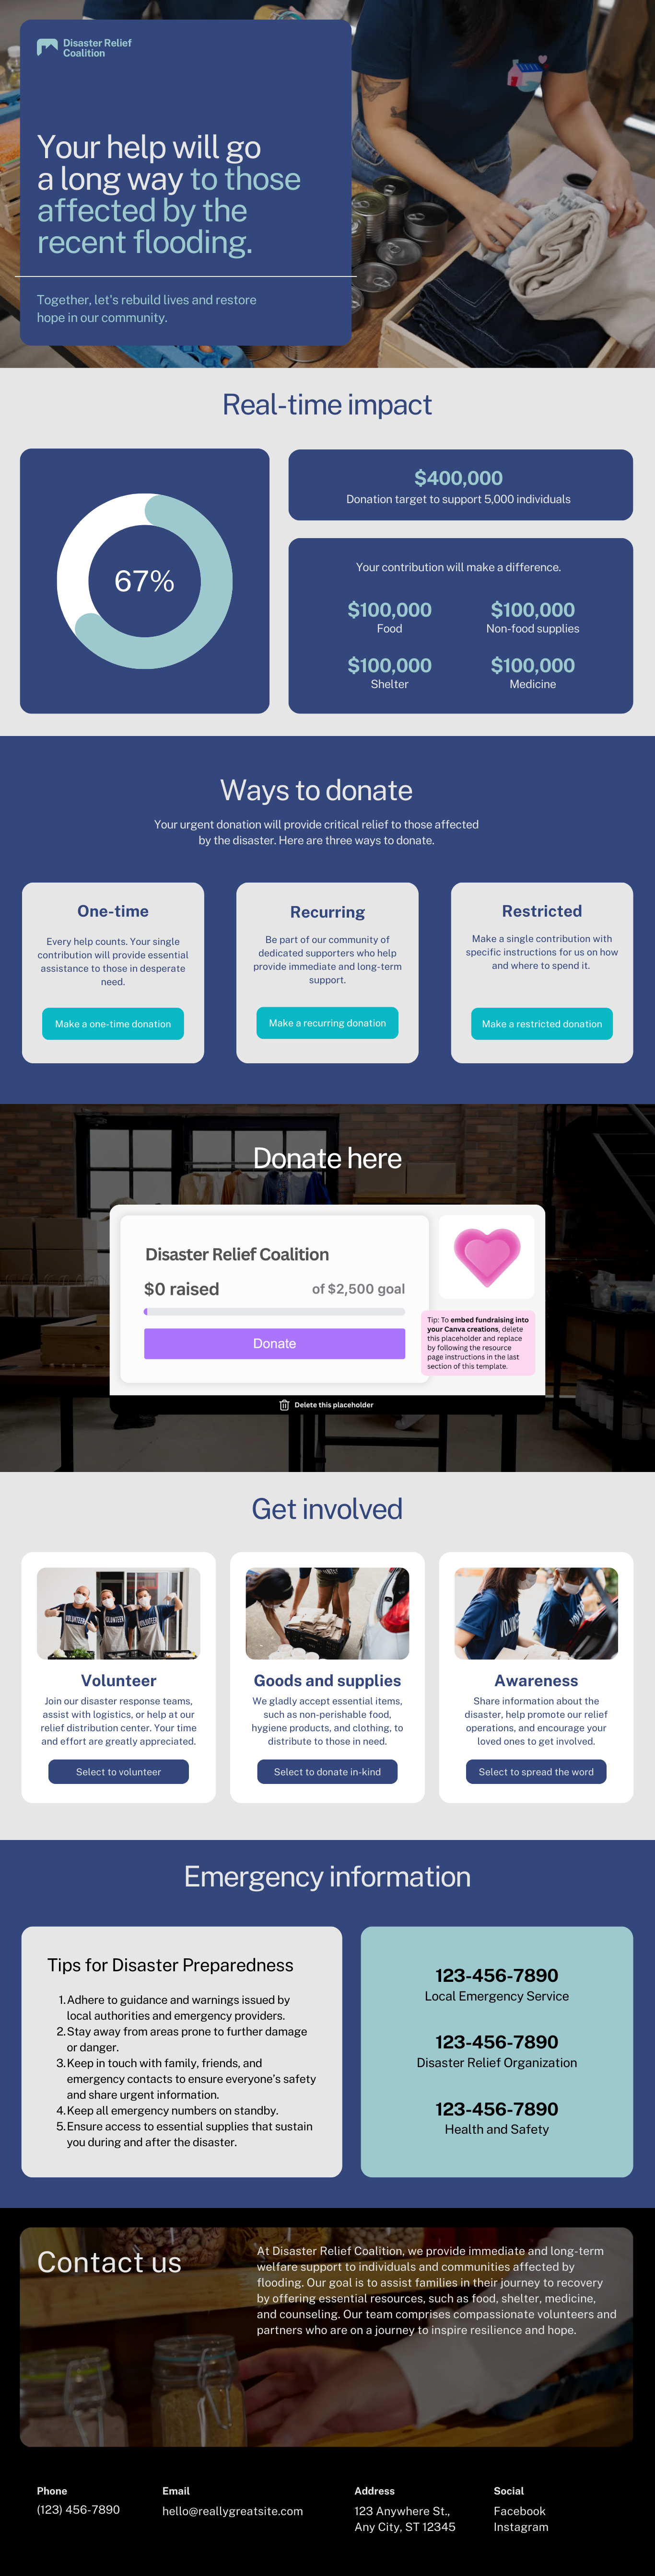 Disaster Relief
Coalition
Your help will go
a long way to those
affected by the
recent flooding.
Together, let's rebuild lives and restore
hope in our community.
Real-time impact
67%
$400,000
Donation target to support 5,000 individuals
Your contribution will make a difference.
$100,000
Food
$100,000
Non-food supplies
$100,000
Shelter
$100,000
Medicine
Ways to donate
Your urgent donation will provide critical relief to those affected
by the disaster. Here are three ways to donate.
One-time
Every help counts. Your single
contribution will provide essential
assistance to those in desperate
need.
Make a one-time donation
Recurring
Be part of our community of
dedicated supporters who help
provide immediate and long-term
support.
Make a recurring donation
Restricted
Make a single contribution with
specific instructions for us on how
and where to spend it.
Make a restricted donation
Donate here
Disaster Relief Coalition
$0 raised
of $2,500 goal
Donate
Tip: To embed fundraising into
your Canva creations, delete
this placeholder and replace
by following the resource
page instructions in the last
section of this template.
Delete this placeholder
Get involved
VOLUNTEER
VOLUNTEER
VOLUNTEER
Volunteer
Join our disaster response teams,
assist with logistics, or help at our
relief distribution center. Your time
and effort are greatly appreciated.
Select to volunteer
Goods and supplies
We gladly accept essential items,
such as non-perishable food,
hygiene products, and clothing, to
distribute to those in need.
Select to donate in-kind
Awareness
Share information about the
disaster, help promote our relief
operations, and encourage your
loved ones to get involved.
Select to spread the word
Emergency information
Tips for Disaster Preparedness
1. Adhere to guidance and warnings issued by
local authorities and emergency providers.
2. Stay away from areas prone to further damage
or danger.
3. Keep in touch with family, friends, and
emergency contacts to ensure everyone's safety
and share urgent information.
4. Keep all emergency numbers on standby.
5. Ensure access to essential supplies that sustain
you during and after the disaster.
123-456-7890
Local Emergency Service
123-456-7890
Disaster Relief Organization
123-456-7890
Health and Safety
Contact us
At Disaster Relief Coalition, we provide immediate and long-term
welfare support to individuals and communities affected by
flooding. Our goal is to assist families in their journey to recovery
by offering essential resources, such as food, shelter, medicine,
and counseling. Our team comprises compassionate volunteers and
partners who are on a journey to inspire resilience and hope.
Phone
(123) 456-7890
Email
hello@reallygreatsite.com
Address
123 Anywhere St.,
Any City, ST 12345
Social
Facebook
Instagram